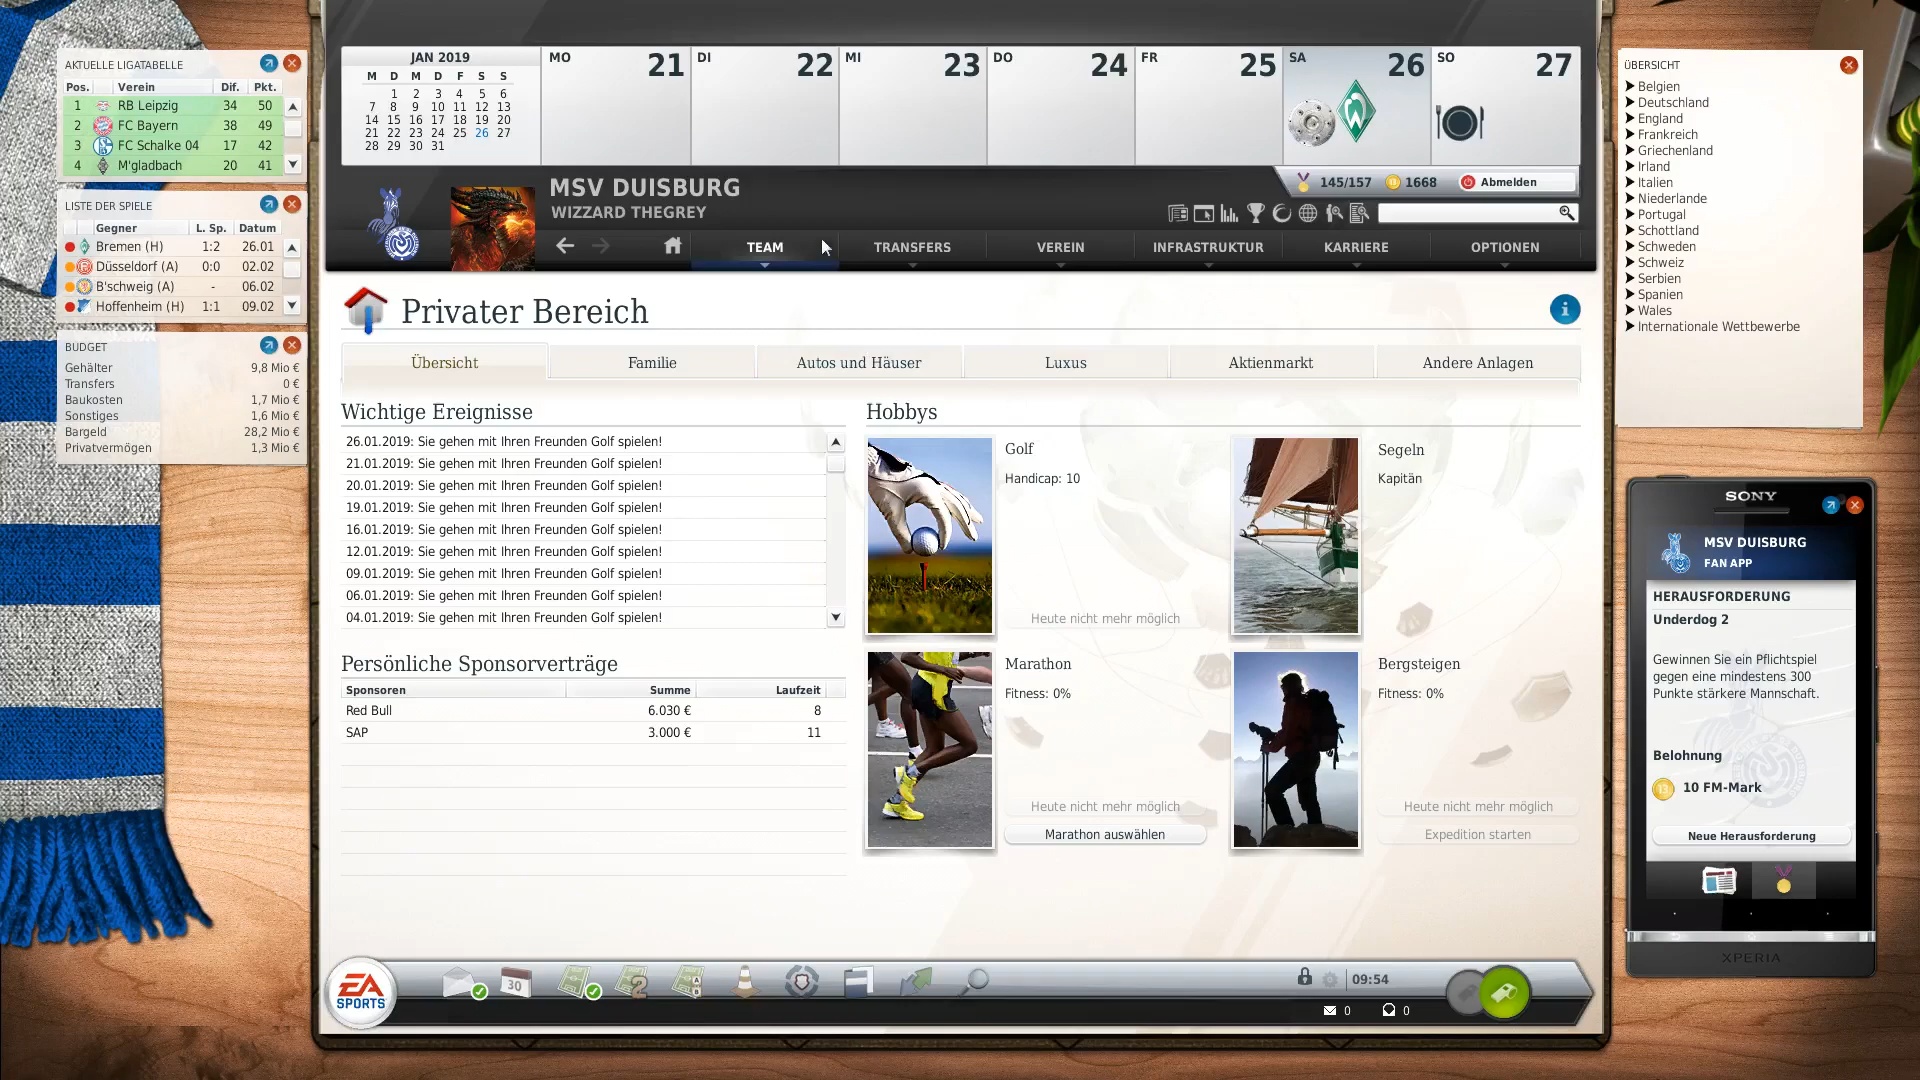 AKTUELLE LIGATABELLE
Pos. Verein Dif. Pkt.
1 RB Leipzig 34 50
2 FC Bayern 38 49
3 FC Schalke 04 17 42
4 M'gladbach 20 41
LISTE DER SPIELE
Gegner L. Sp. Datum
Bremen (H) 1:2 26.01
Düsseldorf (A) 0:0 02.02
B'schweig (A) - 06.02
Hoffenheim (H) 1:1 09.02
BUDGET
Gehälter 9,8 Mio €
Transfers 0 €
Baukosten 1,7 Mio €
Sonstiges 1,6 Mio €
Bargeld 28,2 Mio €
Privatvermögen 1,3 Mio €
JAN 2019
M D M D F S S
1 2 3 4 5 6
7 8 9 10 11 12 13
14 15 16 17 18 19 20
21 22 23 24 25 26 27
28 29 30 31
MO 21 DI 22 MI 23 DO 24 FR 25 SA 26 SO 27
145/157 1668 Abmelden
MSV DUISBURG
WIZZARD THEGREY
TEAM TRANSFERS VEREIN INFRASTRUKTUR KARRIERE OPTIONEN
Privater Bereich
Übersicht Familie Autos und Häuser Luxus Aktienmarkt Andere Anlagen
Wichtige Ereignisse
26.01.2019: Sie gehen mit Ihren Freunden Golf spielen!
21.01.2019: Sie gehen mit Ihren Freunden Golf spielen!
20.01.2019: Sie gehen mit Ihren Freunden Golf spielen!
19.01.2019: Sie gehen mit Ihren Freunden Golf spielen!
16.01.2019: Sie gehen mit Ihren Freunden Golf spielen!
12.01.2019: Sie gehen mit Ihren Freunden Golf spielen!
09.01.2019: Sie gehen mit Ihren Freunden Golf spielen!
06.01.2019: Sie gehen mit Ihren Freunden Golf spielen!
04.01.2019: Sie gehen mit Ihren Freunden Golf spielen!
Persönliche Sponsorverträge
Sponsoren Summe Laufzeit
Red Bull 6.030 € 8
SAP 3.000 € 11
Hobbys
Golf
Handicap: 10
Heute nicht mehr möglich
Segeln
Kapitän
Marathon
Fitness: 0%
Heute nicht mehr möglich
Marathon auswählen
Bergsteigen
Fitness: 0%
Heute nicht mehr möglich
Expedition starten
EA
SPORTS
30
2
09:54
0 0
ÜBERSICHT
Belgien
Deutschland
England
Frankreich
Griechenland
Irland
Italien
Niederlande
Portugal
Schottland
Schweden
Schweiz
Serbien
Spanien
Wales
Internationale Wettbewerbe
SONY
MSV DUISBURG
FAN APP
HERAUSFORDERUNG
Underdog 2
Gewinnen Sie ein Pflichtspiel
gegen eine mindestens 300
Punkte stärkere Mannschaft.
Belohnung
10 FM-Mark
Neue Herausforderung
XPERIA